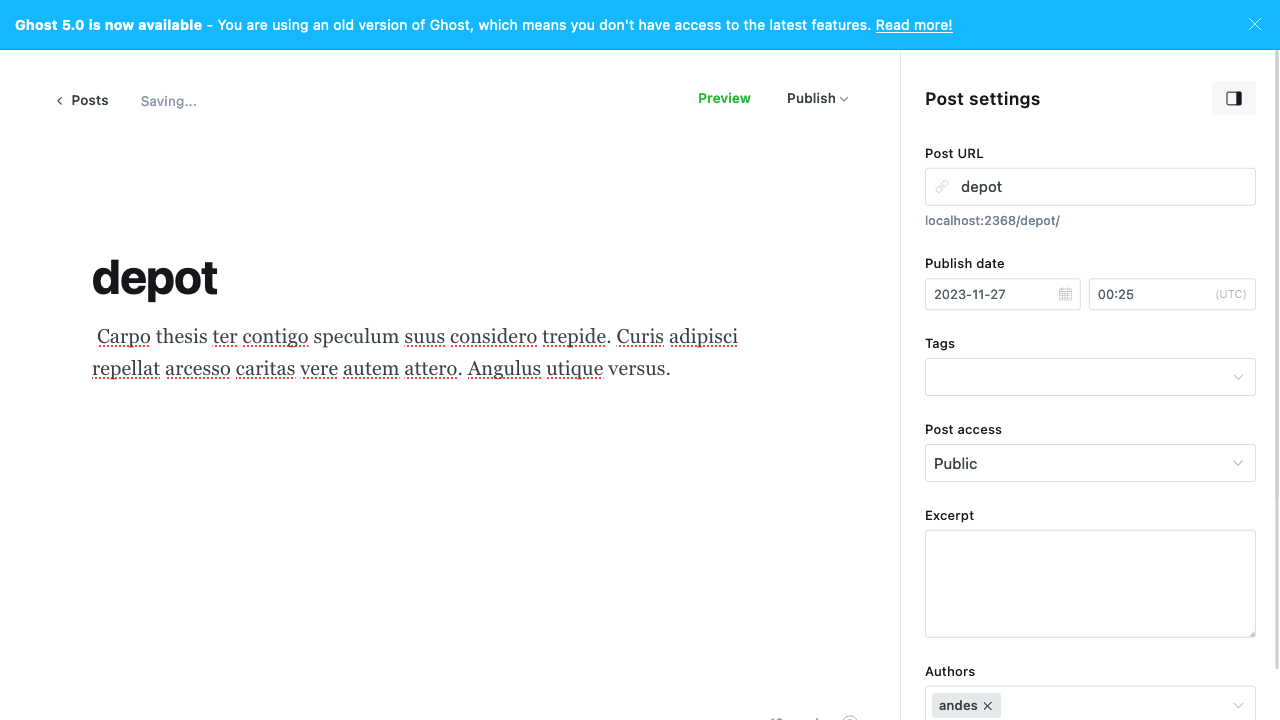 Ghost 5.0 is now available - You are using an old version of Ghost, which means you don't have access to the latest features. Read more!
Posts
Saving...
Preview
Publish
depot
Carpo thesis ter contigo speculum suus considero trepide. Curis adipisci
repellat arcesso caritas vere autem attero. Angulus utique versus.
Post settings
Post URL
depot
localhost:2368/depot/
Publish date
2023-11-27
00:25
(UTC)
Tags
Post access
Public
Excerpt
Authors
andes